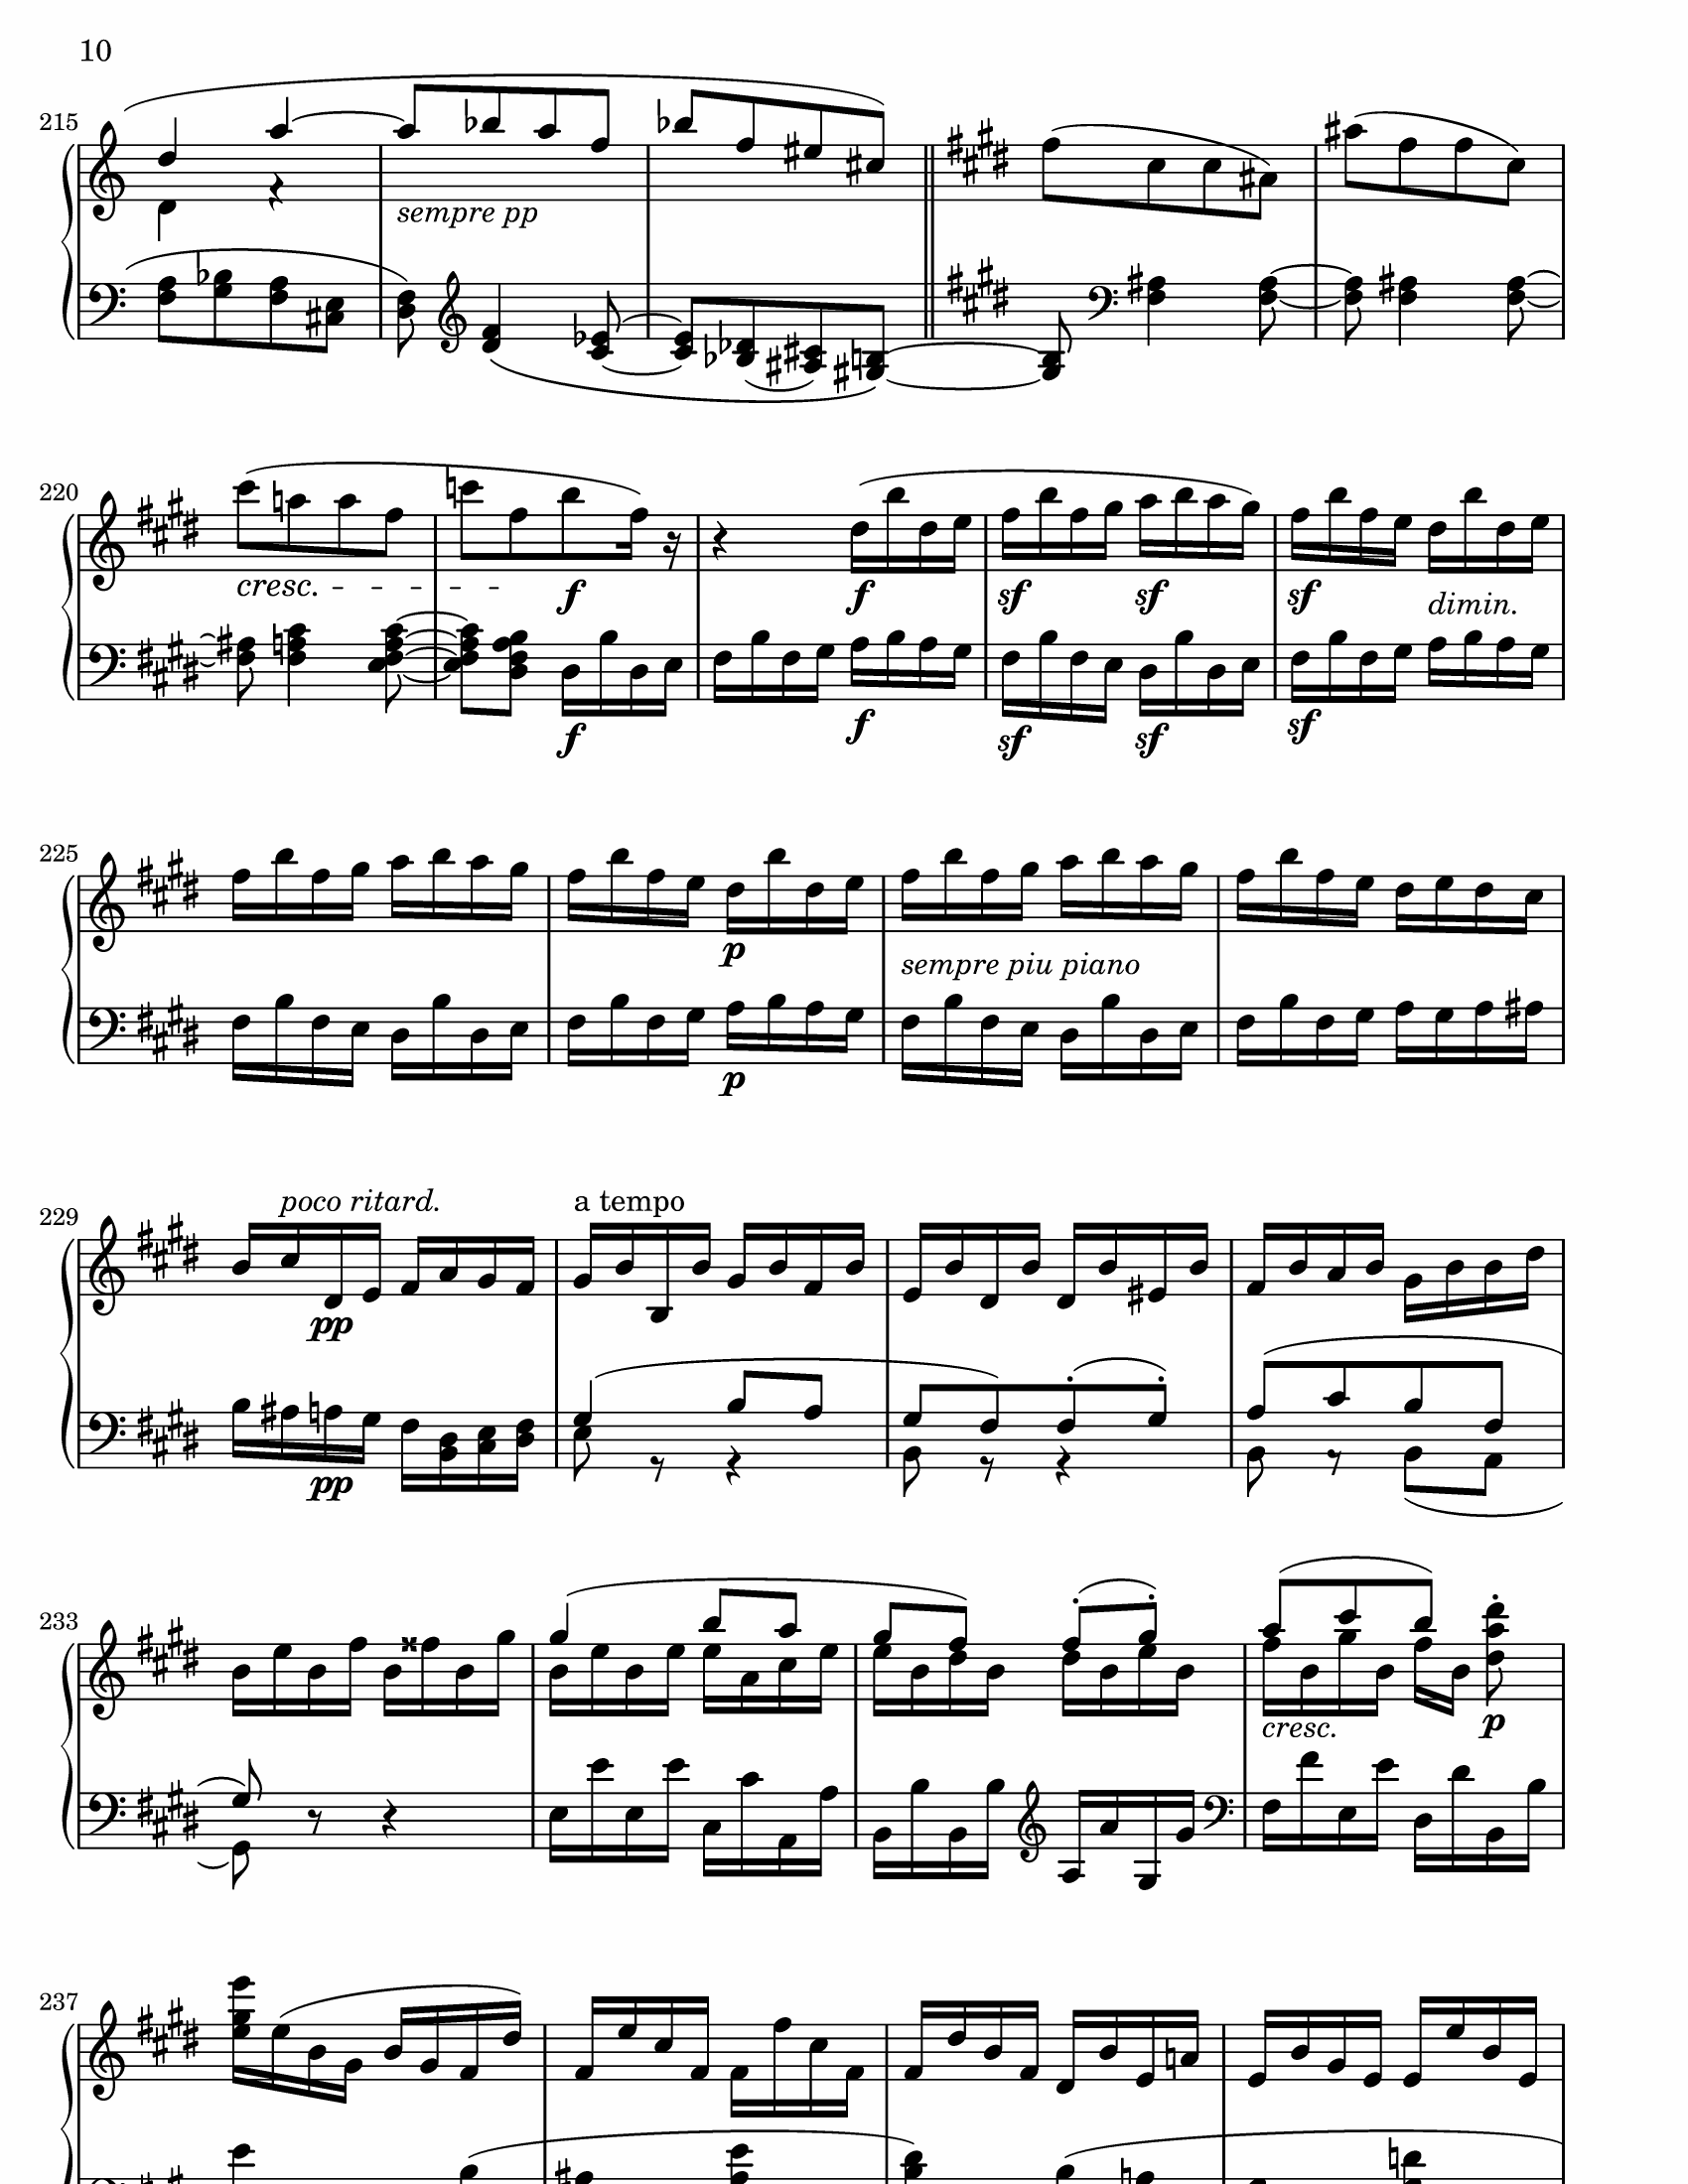 10
215
sempre pp
220
cresc.
f
f
sf
sf
sf
dimin.
f
f
sf
sf
sf
225
p
sempre piu piano
p
229
poco ritard.
a tempo
pp
pp
233
cresc.
p
237